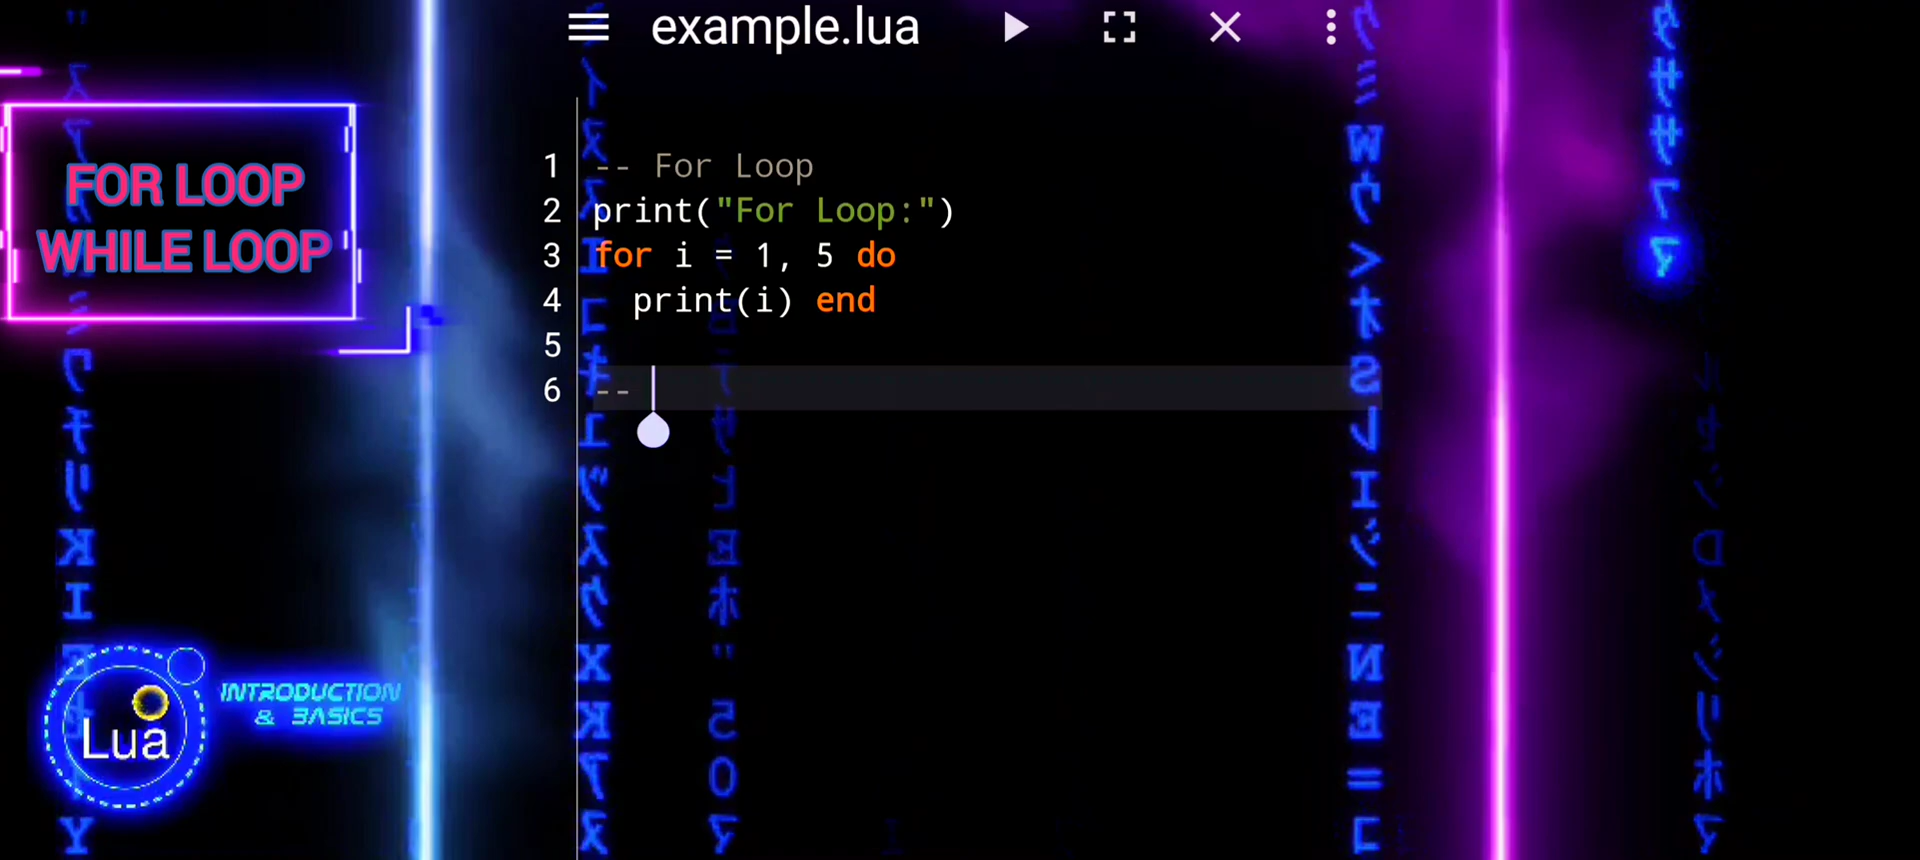 example.lua
FOR LOOP
WHILE LOOP
1 -- For Loop
2 print("For Loop:")
3 for i = 1, 5 do
4   print(i) end
5
6 --
Lua
INTRODUCTION
& BASICS